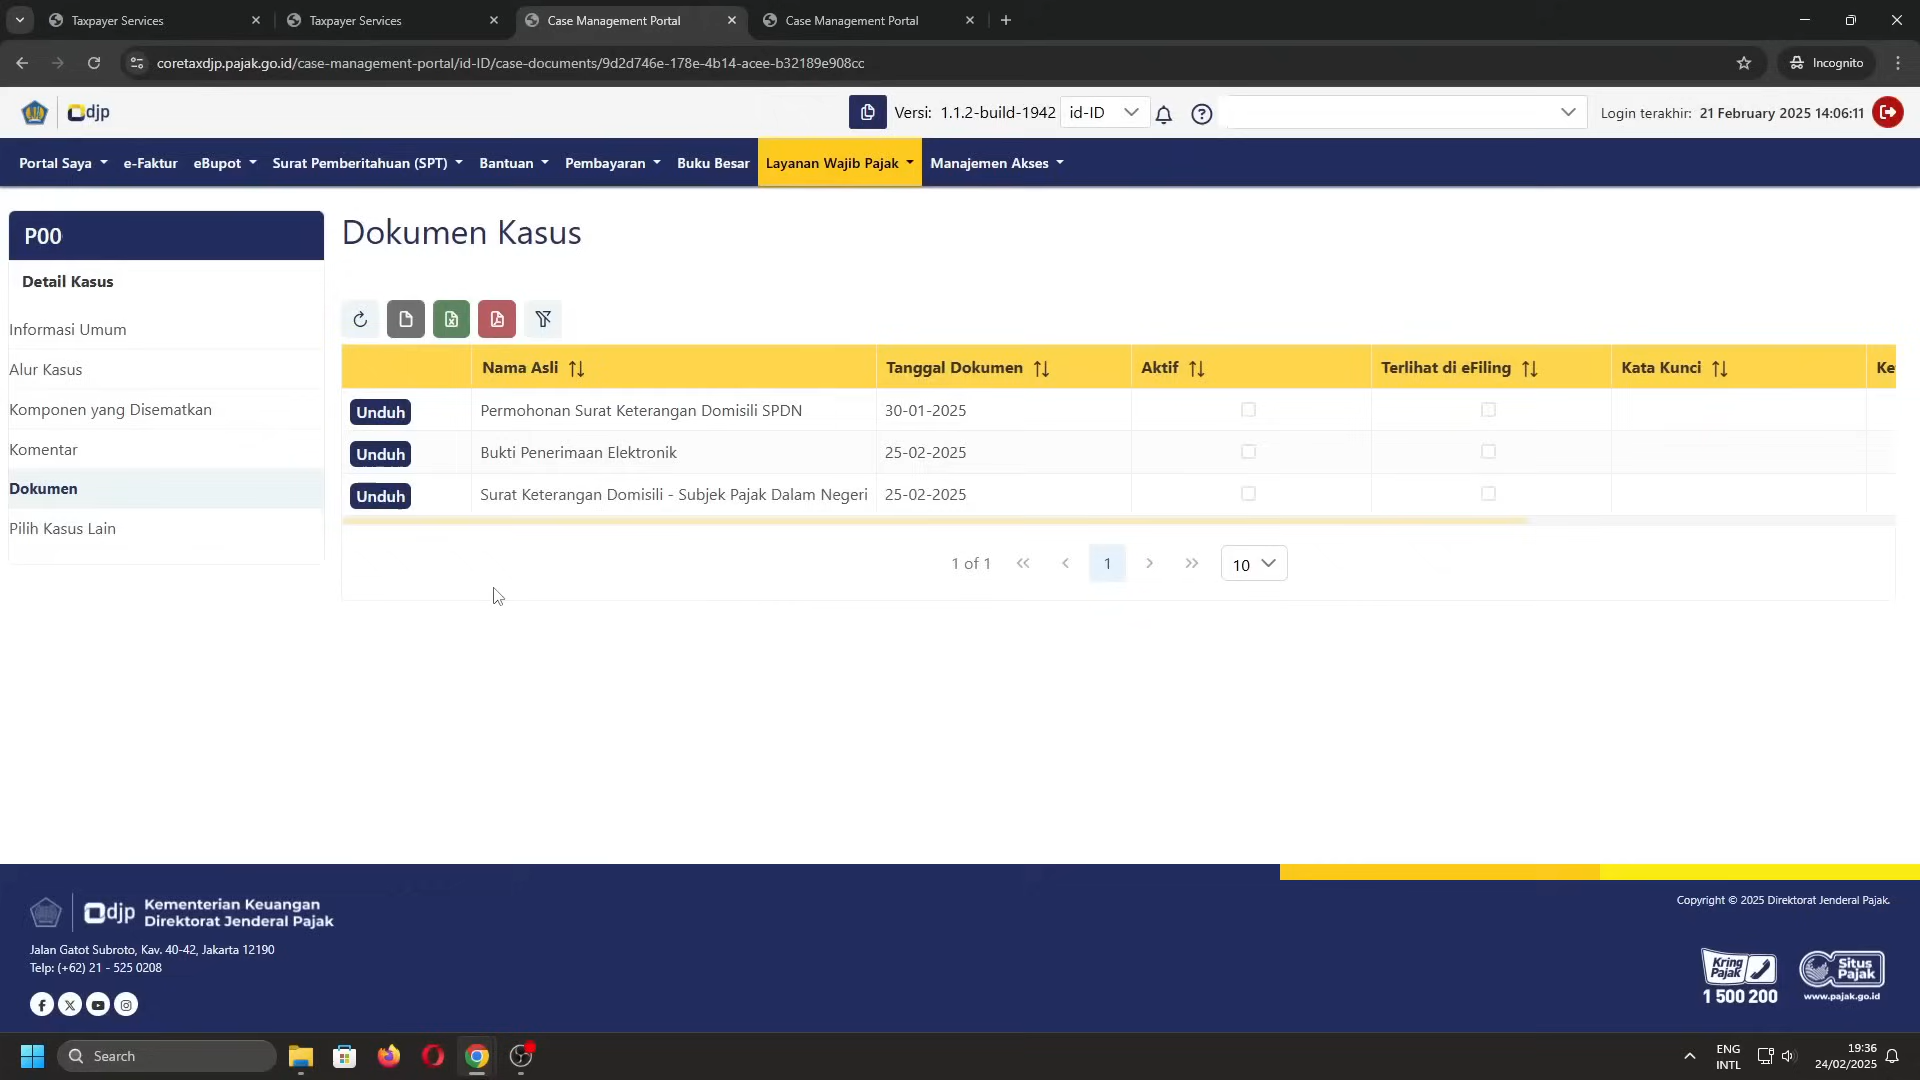 Taxpayer Services
Taxpayer Services
Case Management Portal
Case Management Portal
coretaxdjp.pajak.go.id/case-management-portal/id-ID/case-documents/9d2d746e-178e-4b14-acee-b32189e908cc
Incognito
djp
Versi: 1.1.2-build-1942
id-ID
Login terakhir: 21 February 2025 14:06:11
Portal Saya
e-Faktur
eBupot
Surat Pemberitahuan (SPT)
Bantuan
Pembayaran
Buku Besar
Layanan Wajib Pajak
Manajemen Akses
P00
Detail Kasus
Informasi Umum
Alur Kasus
Komponen yang Disematkan
Komentar
Dokumen
Pilih Kasus Lain
Dokumen Kasus
Nama Asli Tanggal Dokumen Aktif Terlihat di eFiling Kata Kunci Ke
Unduh Permohonan Surat Keterangan Domisili SPDN 30-01-2025
Unduh Bukti Penerimaan Elektronik 25-02-2025
Unduh Surat Keterangan Domisili - Subjek Pajak Dalam Negeri 25-02-2025
1 of 1 1 10
djp
Kementerian Keuangan
Direktorat Jenderal Pajak
Jalan Gatot Subroto, Kav. 40-42, Jakarta 12190
Telp: (+62) 21 - 525 0208
Copyright © 2025 Direktorat Jenderal Pajak.
Kring
Pajak
1 500 200
Situs
Pajak
www.pajak.go.id
Search
ENG
INTL
19:36
24/02/2025